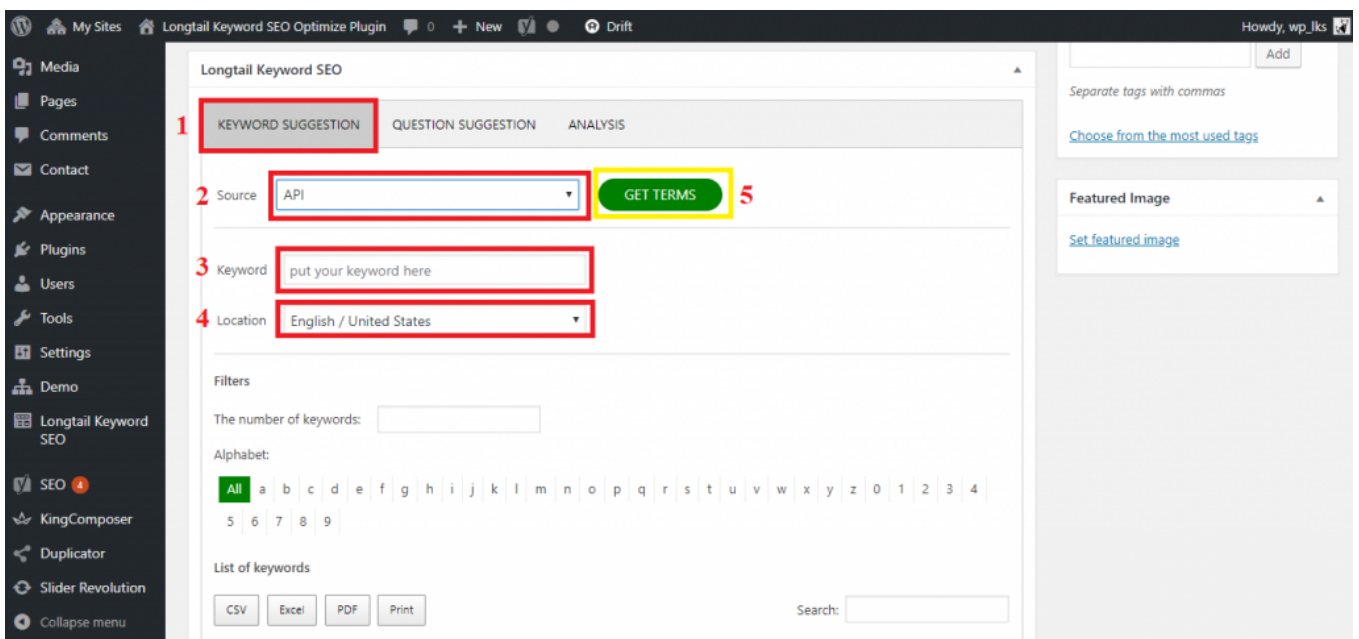 My Sites Longtail Keyword SEO Optimize Plugin 0 New Drift Howdy, wp_lks
Media
Pages
Comments
Contact
Appearance
Plugins
Users
Tools
Settings
Demo
Longtail Keyword
SEO
SEO 4
KingComposer
Duplicator
Slider Revolution
Collapse menu
Longtail Keyword SEO
1 KEYWORD SUGGESTION QUESTION SUGGESTION ANALYSIS
2 Source API GET TERMS 5
3 Keyword put your keyword here
4 Location English / United States
Filters
The number of keywords:
Alphabet:
All a b c d e f g h i j k l m n o p q r s t u v w x y z 0 1 2 3 4
5 6 7 8 9
List of keywords
CSV Excel PDF Print Search:
Add
Separate tags with commas
Choose from the most used tags
Featured Image
Set featured image